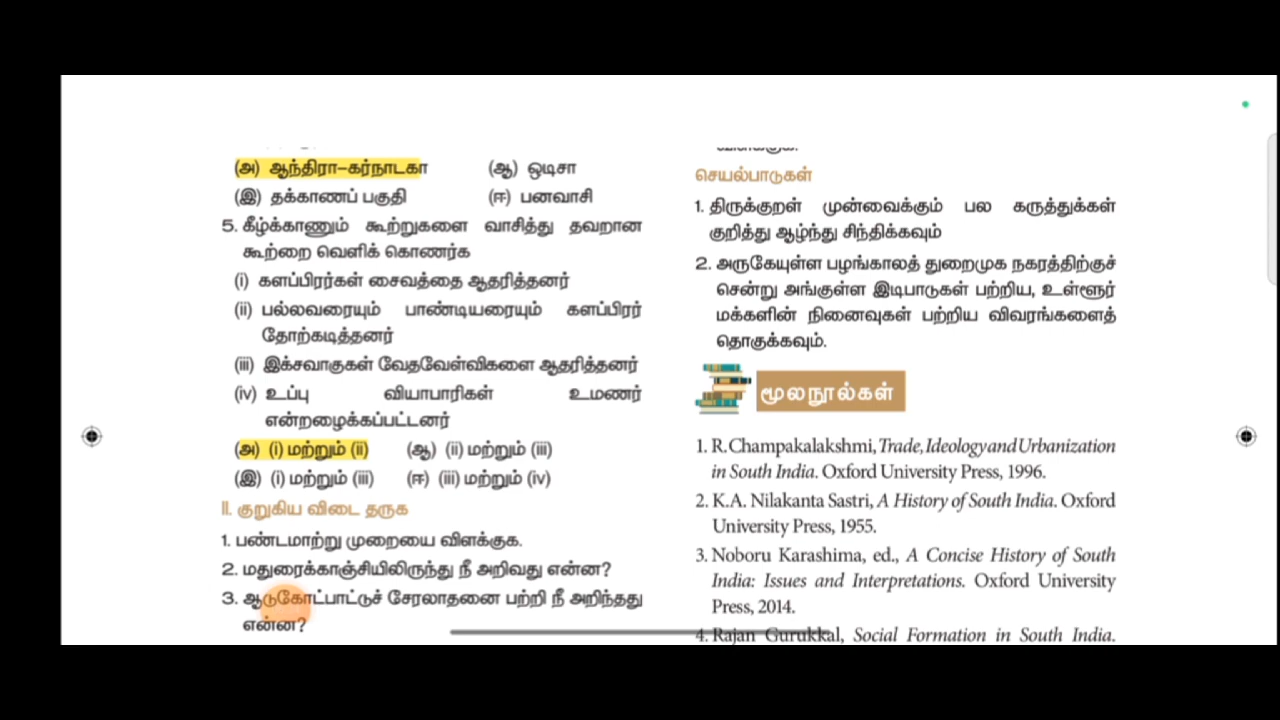 (அ) ஆந்திரா–கர்நாடகா (ஆ) ஒடிசா
(இ) தக்காணப் பகுதி (ஈ) பனவாசி
5. கீழ்க்காணும் கூற்றுகளை வாசித்து தவறான
கூற்றை வெளிக் கொணர்க
(i) களப்பிரர்கள் சைவத்தை ஆதரித்தனர்
(ii) பல்லவரையும் பாண்டியரையும் களப்பிரர்
தோற்கடித்தனர்
(iii) இக்சவாகுகள் வேதவேள்விகளை ஆதரித்தனர்
(iv) உப்பு வியாபாரிகள் உமணர்
என்றழைக்கப்பட்டனர்
(அ) (i) மற்றும் (ii) (ஆ) (ii) மற்றும் (iii)
(இ) (i) மற்றும் (iii) (ஈ) (iii) மற்றும் (iv)
II. குறுகிய விடை தருக
1. பண்டமாற்று முறையை விளக்குக.
2. மதுரைக்காஞ்சியிலிருந்து நீ அறிவது என்ன?
3. ஆடுகோட்பாட்டுச் சேரலாதனை பற்றி நீ அறிந்தது
என்ன?
செயல்பாடுகள்
1. திருக்குறள் முன்வைக்கும் பல கருத்துக்கள்
குறித்து ஆழ்ந்து சிந்திக்கவும்
2. அருகேயுள்ள பழங்காலத் துறைமுக நகரத்திற்குச்
சென்று அங்குள்ள இடிபாடுகள் பற்றிய, உள்ளூர்
மக்களின் நினைவுகள் பற்றிய விவரங்களைத்
தொகுக்கவும்.
மூலநூல்கள்
1. R. Champakalakshmi, Trade, Ideology and Urbanization
in South India. Oxford University Press, 1996.
2. K.A. Nilakanta Sastri, A History of South India. Oxford
University Press, 1955.
3. Noboru Karashima, ed., A Concise History of South
India: Issues and Interpretations. Oxford University
Press, 2014.
4. Rajan Gurukkal, Social Formation in South India.